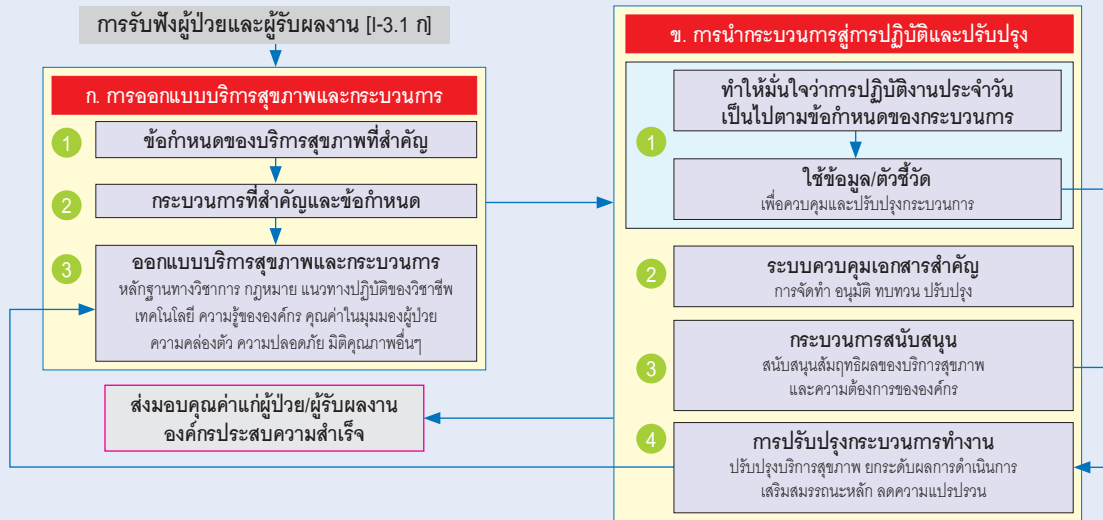 การรับฟังผู้ป่วยและผู้รับผลงาน [I-3.1 ก]
ก. การออกแบบบริการสุขภาพและกระบวนการ
1
ข้อกำหนดของบริการสุขภาพที่สำคัญ
2
กระบวนการที่สำคัญและข้อกำหนด
3
ออกแบบบริการสุขภาพและกระบวนการ
หลักฐานทางวิชาการ กฎหมาย แนวทางปฏิบัติของวิชาชีพ
เทคโนโลยี ความรู้ขององค์กร คุณค่าในมุมมองผู้ป่วย
ความคล่องตัว ความปลอดภัย มิติคุณภาพอื่นๆ
ส่งมอบคุณค่าแก่ผู้ป่วย/ผู้รับผลงาน
องค์กรประสบความสำเร็จ
ข. การนำกระบวนการสู่การปฏิบัติและปรับปรุง
1
ทำให้มั่นใจว่าการปฏิบัติงานประจำวัน
เป็นไปตามข้อกำหนดของกระบวนการ
ใช้ข้อมูล/ตัวชี้วัด
เพื่อควบคุมและปรับปรุงกระบวนการ
2
ระบบควบคุมเอกสารสำคัญ
การจัดทำ อนุมัติ ทบทวน ปรับปรุง
3
กระบวนการสนับสนุน
สนับสนุนสัมฤทธิผลของบริการสุขภาพ
และความต้องการขององค์กร
4
การปรับปรุงกระบวนการทำงาน
ปรับปรุงบริการสุขภาพ ยกระดับผลการดำเนินการ
เสริมสมรรถนะหลัก ลดความแปรปรวน